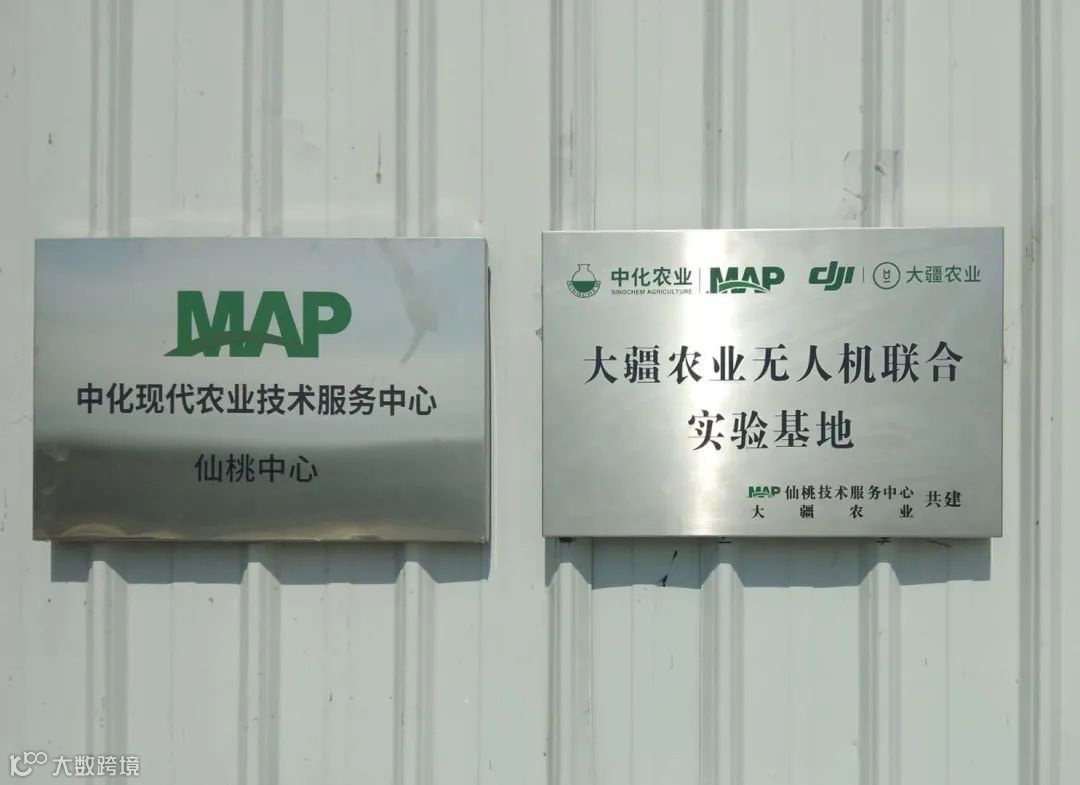 MAP
中化现代农业技术服务中心
仙桃中心
中化农业 MAP dji 大疆农业
SINOCHEM AGRICULTURE
大疆农业无人机联合
实验基地
MAP 仙桃技术服务中心 共建
大疆农业
大数跨境